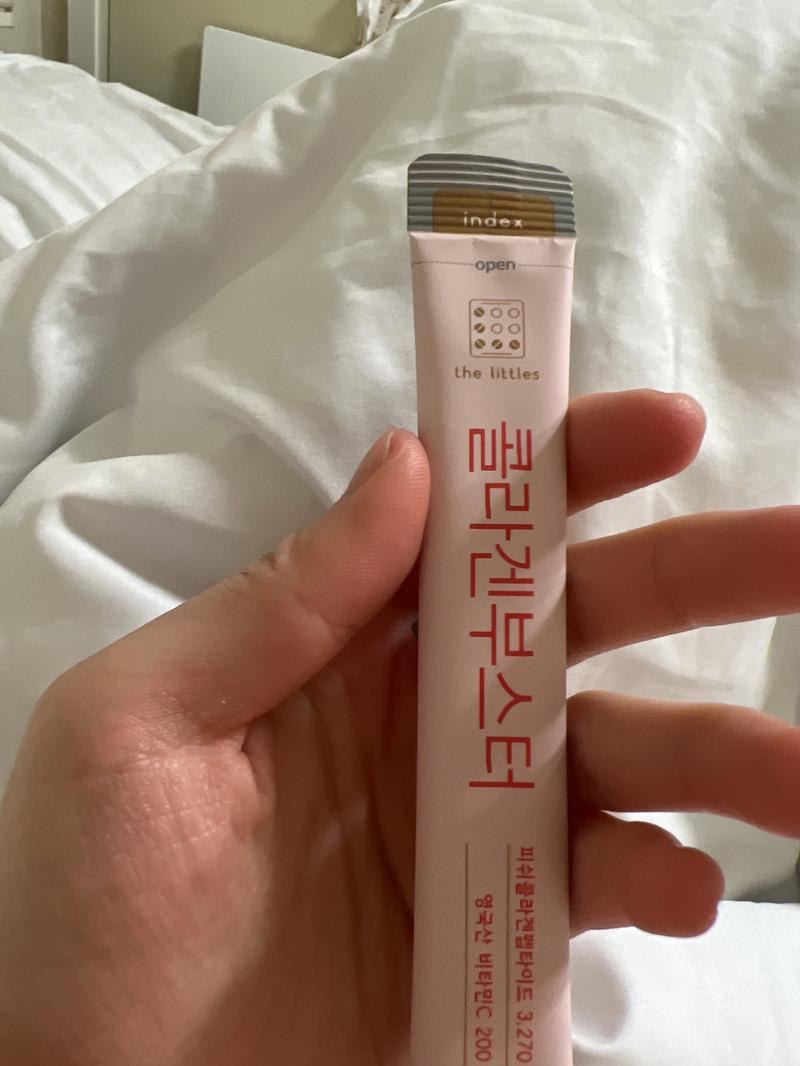 index
open
the littles
콜라겐부스터
피쉬콜라겐펩타이드 3,270
영국산 비타민C 200